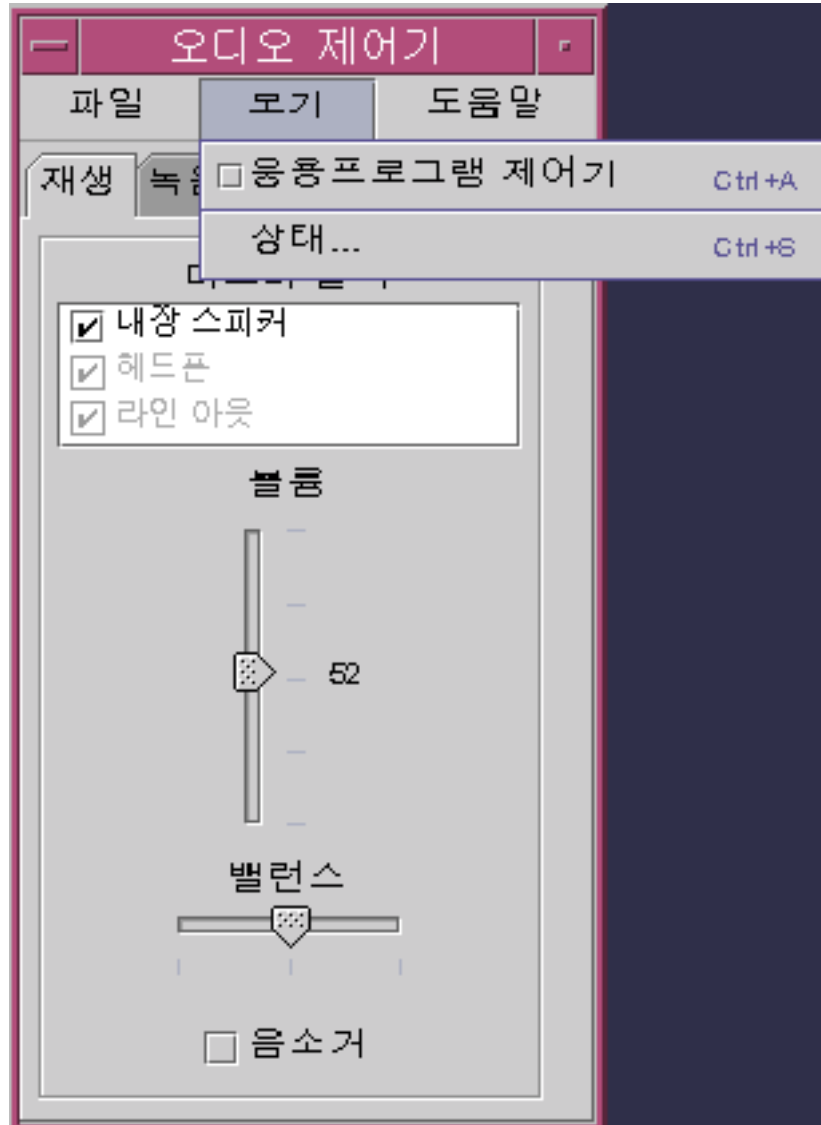 오디오 제어기
파일 보기 도움말
응용프로그램 제어기 Ctrl+A
재생
상태... Ctrl+S
내장 스피커
헤드폰
라인 아웃
볼륨
52
밸런스
음소거